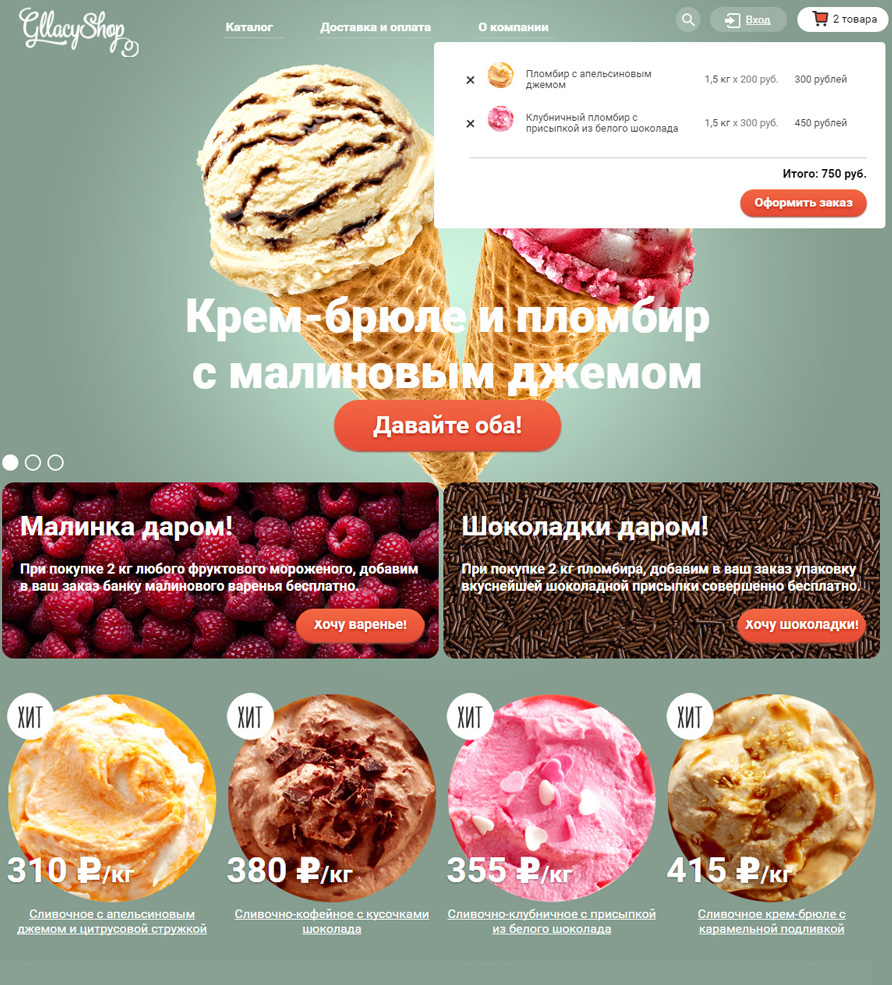 GllacyShop
Каталог
Доставка и оплата
О компании
Вход
2 товара
Пломбир с апельсиновым
джемом
1,5 кг х 200 руб.
300 рублей
Клубничный пломбир с
присыпкой из белого шоколада
1,5 кг х 300 руб.
450 рублей
Итого: 750 руб.
Оформить заказ
Крем-брюле и пломбир
с малиновым джемом
Давайте оба!
Малинка даром!
При покупке 2 кг любого фруктового мороженого, добавим
в ваш заказ банку малинового варенья бесплатно.
Хочу варенье!
Шоколадки даром!
При покупке 2 кг пломбира, добавим в ваш заказ упаковку
вкуснейшей шоколадной присыпки совершенно бесплатно.
Хочу шоколадки!
ХИТ
310 ₽/кг
Сливочное с апельсиновым
джемом и цитрусовой стружкой
ХИТ
380 ₽/кг
Сливочно-кофейное с кусочками
шоколада
ХИТ
355 ₽/кг
Сливочно-клубничное с присыпкой
из белого шоколада
ХИТ
415 ₽/кг
Сливочное крем-брюле с
карамельной подливкой